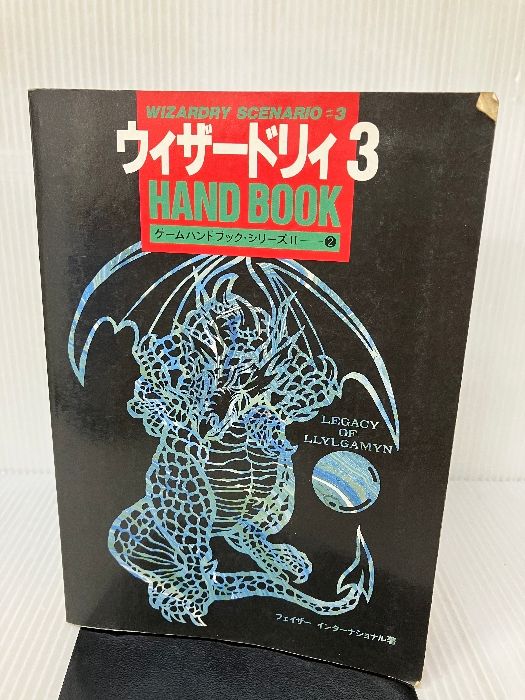 WIZARDRY SCENARIO #3
ウィザードリィ3
HAND BOOK
ゲームハンドブック・シリーズII—②
LEGACY
OF
LLYLGAMYN
フェイザー インターナショナル著